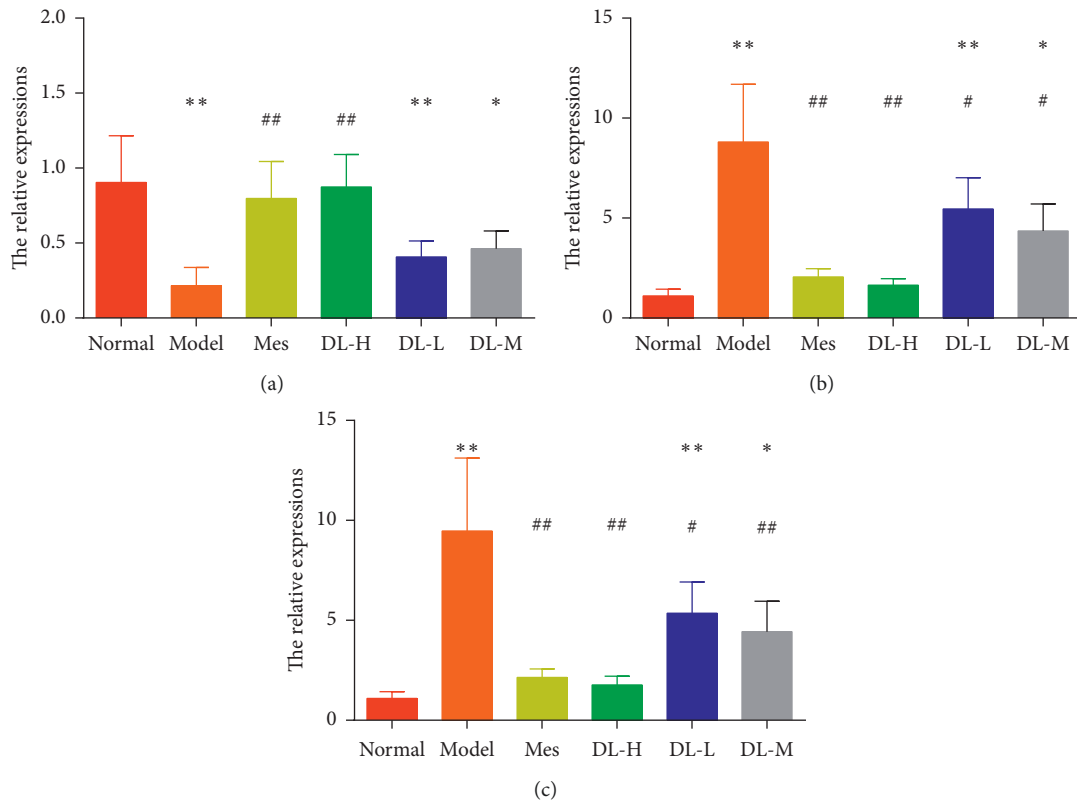 The relative expressions
2.0
1.5
1.0
0.5
0.0
** ## ## ** *
Normal Model Mes DL-H DL-L DL-M
(a)
The relative expressions
15
10
5
0
** ** *
## ## # #
Normal Model Mes DL-H DL-L DL-M
(b)
The relative expressions
15
10
5
0
** ** *
## ## # ##
Normal Model Mes DL-H DL-L DL-M
(c)